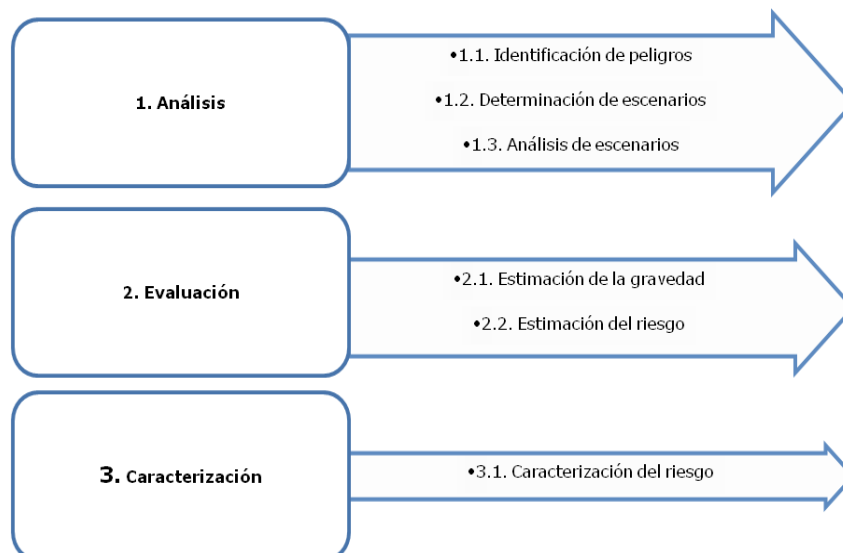 1. Análisis
•1.1. Identificación de peligros
•1.2. Determinación de escenarios
•1.3. Análisis de escenarios
2. Evaluación
•2.1. Estimación de la gravedad
•2.2. Estimación del riesgo
3. Caracterización
•3.1. Caracterización del riesgo